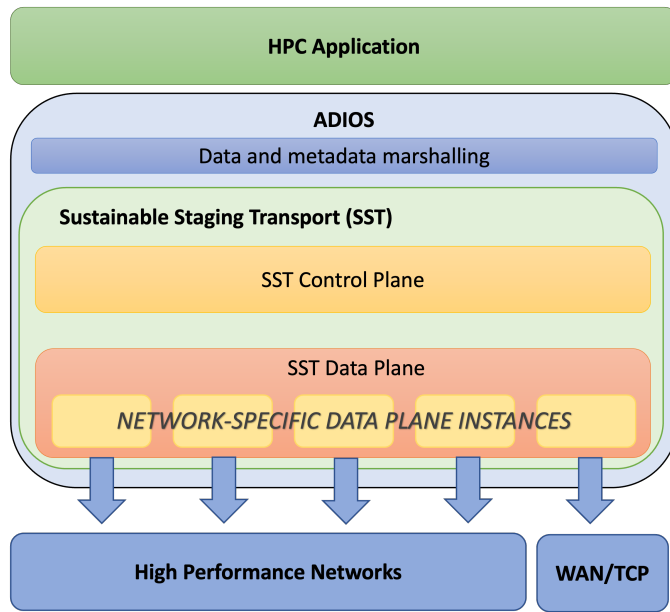 HPC Application
ADIOS
Data and metadata marshalling
Sustainable Staging Transport (SST)
SST Control Plane
SST Data Plane
NETWORK-SPECIFIC DATA PLANE INSTANCES
High Performance Networks
WAN/TCP